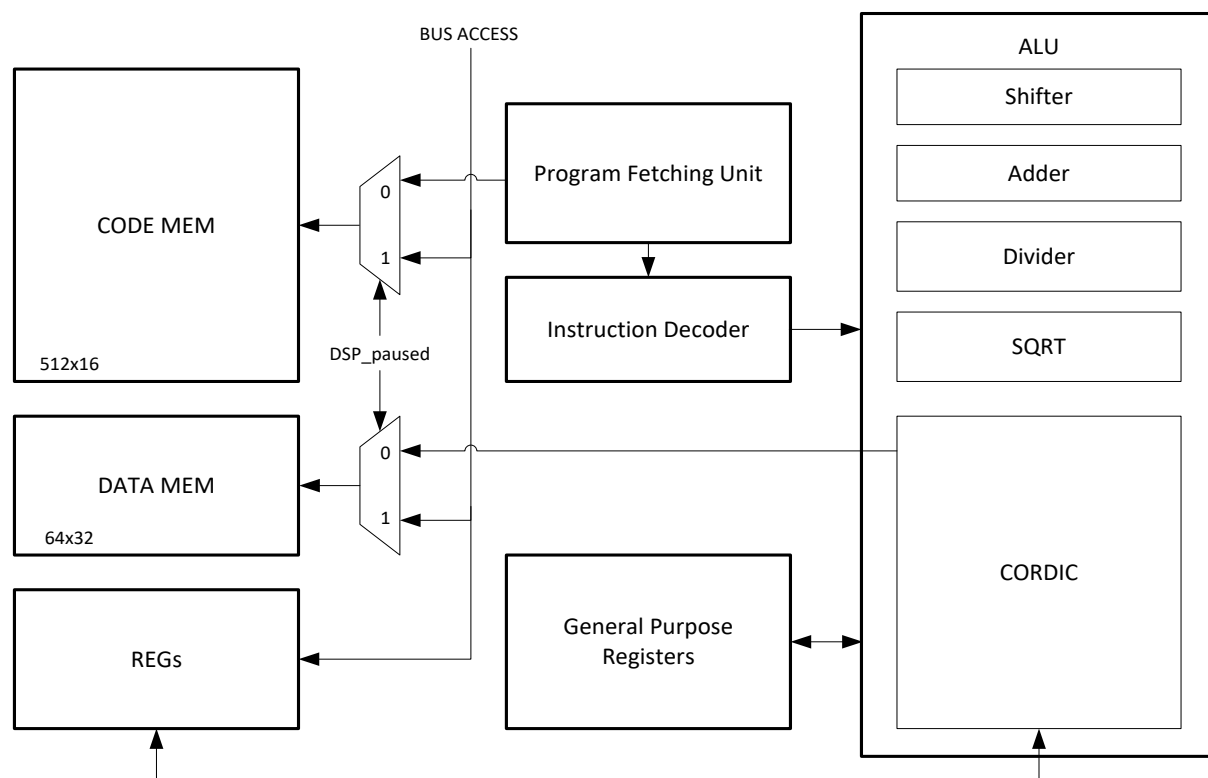 BUS ACCESS
CODE MEM
512x16
0
1
Program Fetching Unit
Instruction Decoder
DSP_paused
ALU
Shifter
Adder
Divider
SQRT
CORDIC
DATA MEM
64x32
0
1
REGs
General Purpose
Registers